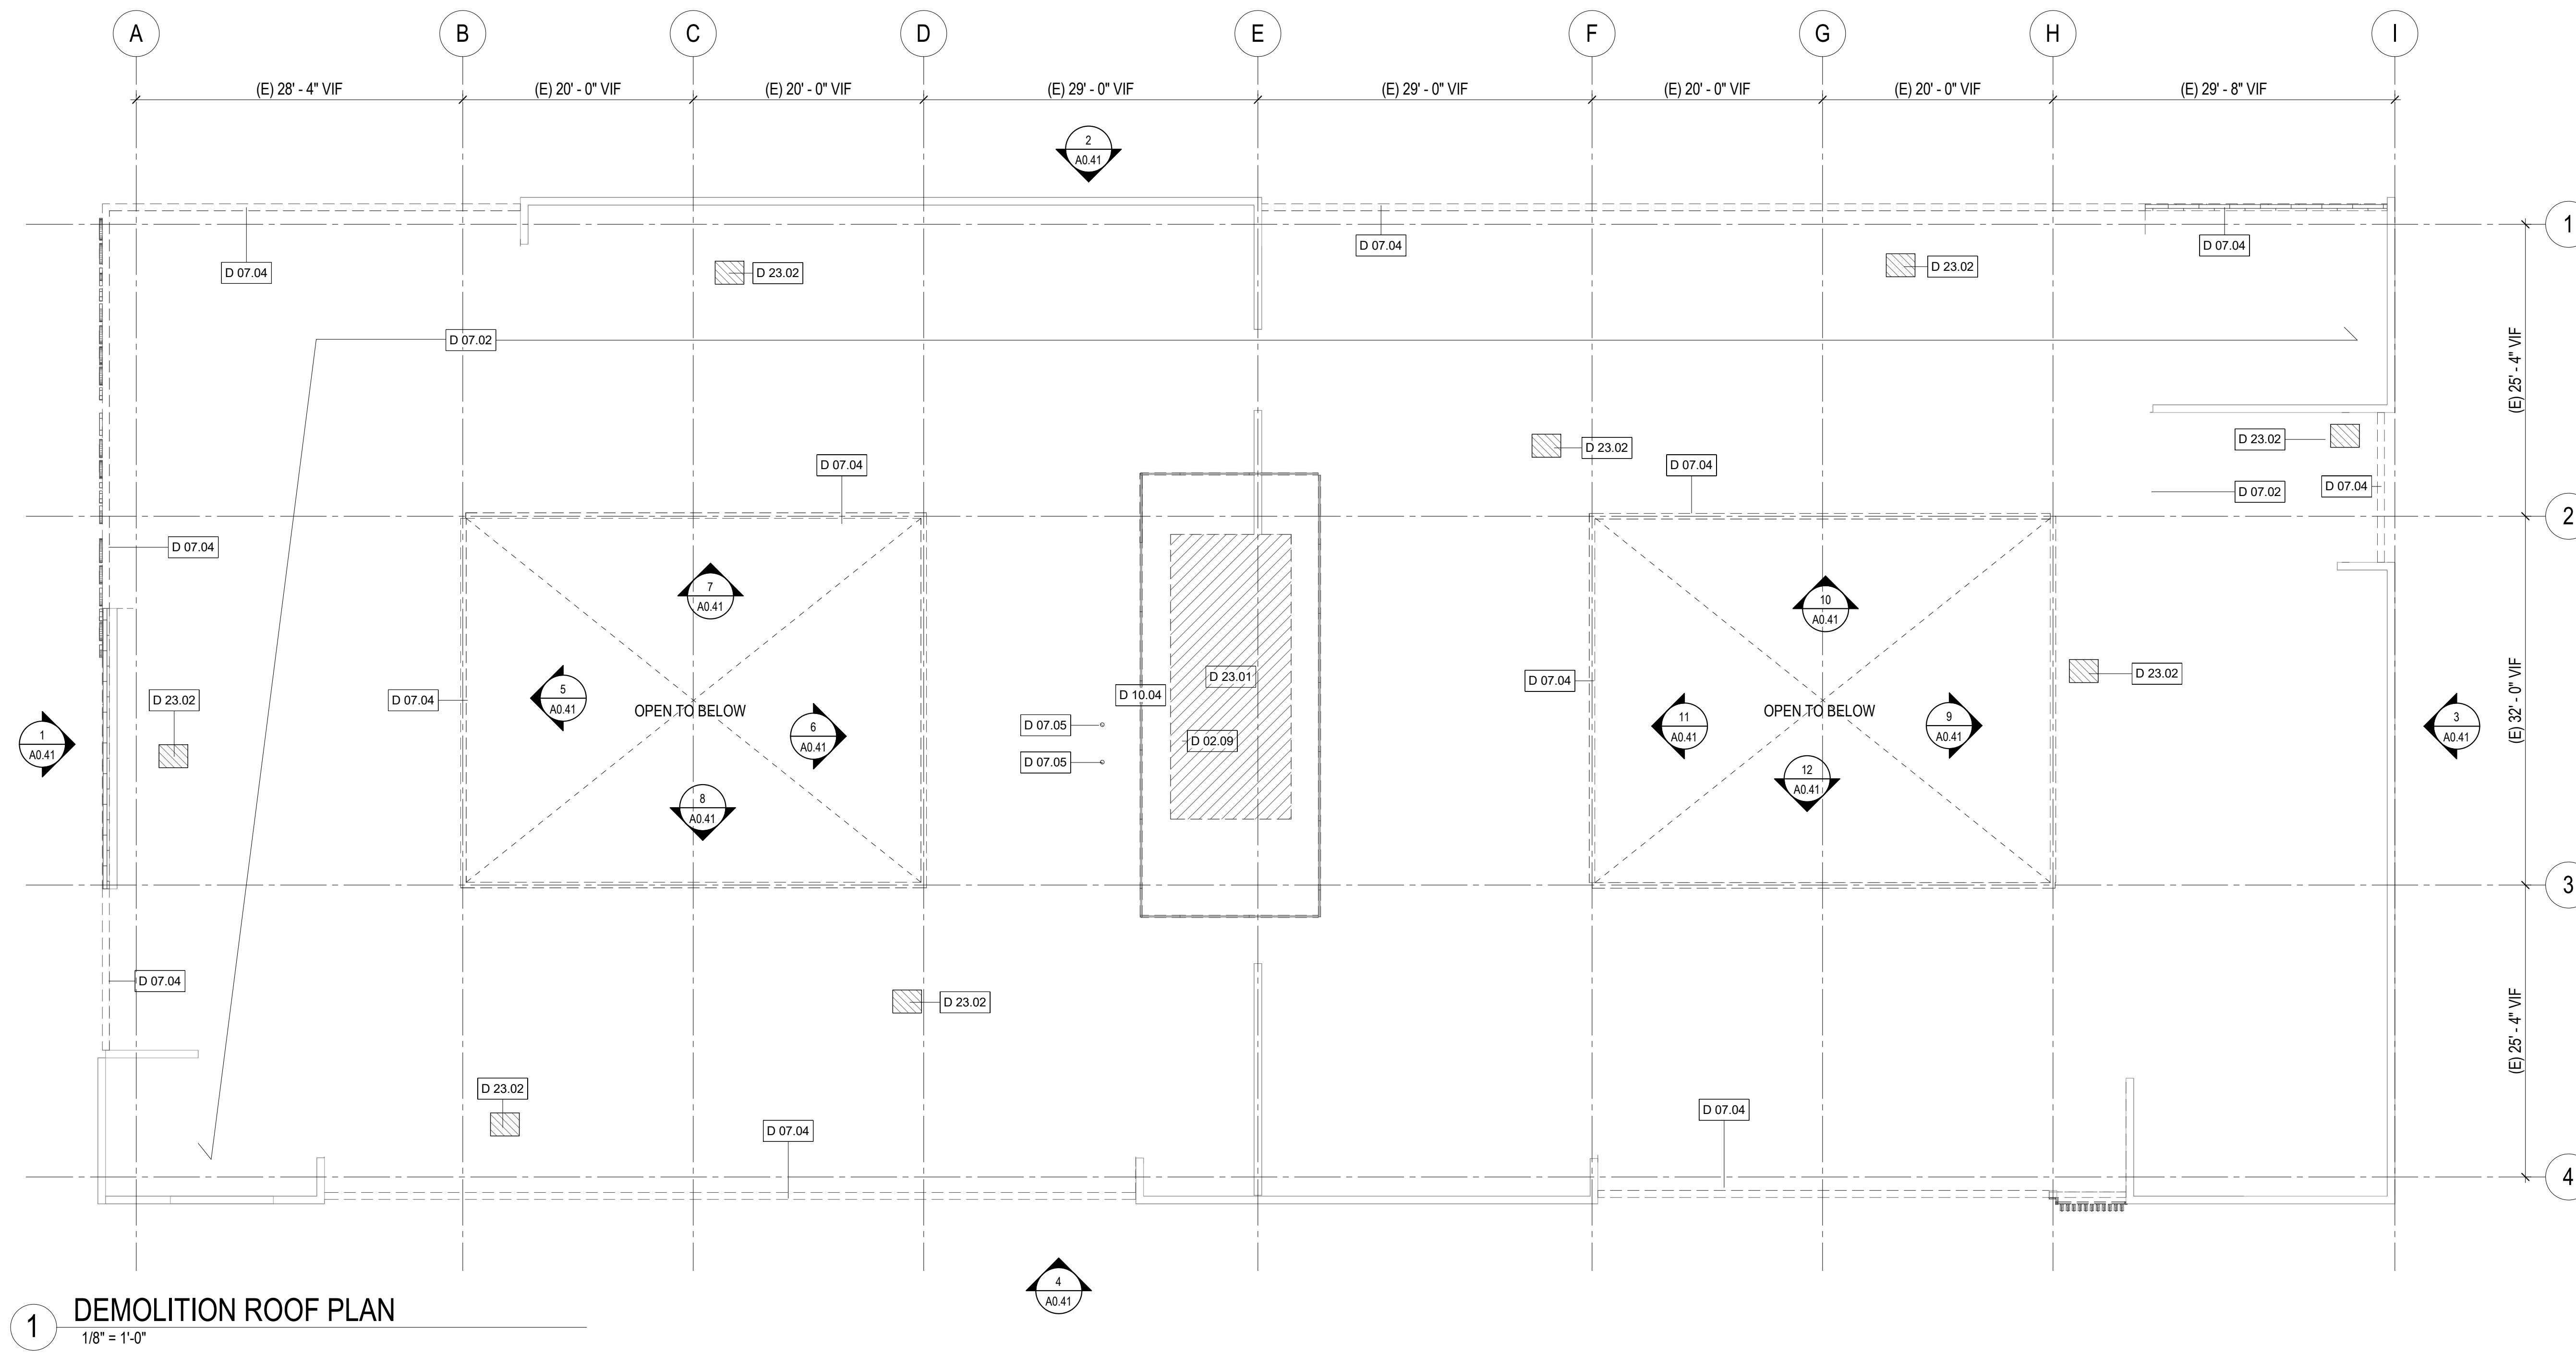 A
B
C
D
E
F
G
H
I
(E) 28' - 4" VIF
(E) 20' - 0" VIF
(E) 20' - 0" VIF
(E) 29' - 0" VIF
(E) 29' - 0" VIF
(E) 20' - 0" VIF
(E) 20' - 0" VIF
(E) 29' - 8" VIF
2
A0.41
1
D 07.04
D 07.04
D 07.04
D 23.02
D 23.02
D 07.02
(E) 25' - 4" VIF
D 23.02
D 23.02
D 07.04
D 07.04
D 07.02
D 07.04
2
D 07.04
7
A0.41
10
A0.41
D 23.02
D 07.04
5
A0.41
OPEN TO BELOW
6
A0.41
8
A0.41
D 07.05
D 07.05
D 10.04
D 23.01
D 02.09
D 07.04
11
A0.41
OPEN TO BELOW
9
A0.41
12
A0.41
D 23.02
3
A0.41
(E) 32' - 0" VIF
1
A0.41
3
D 07.04
D 23.02
D 23.02
D 07.04
D 07.04
(E) 25' - 4" VIF
4
4
A0.41
1
DEMOLITION ROOF PLAN
1/8" = 1'-0"